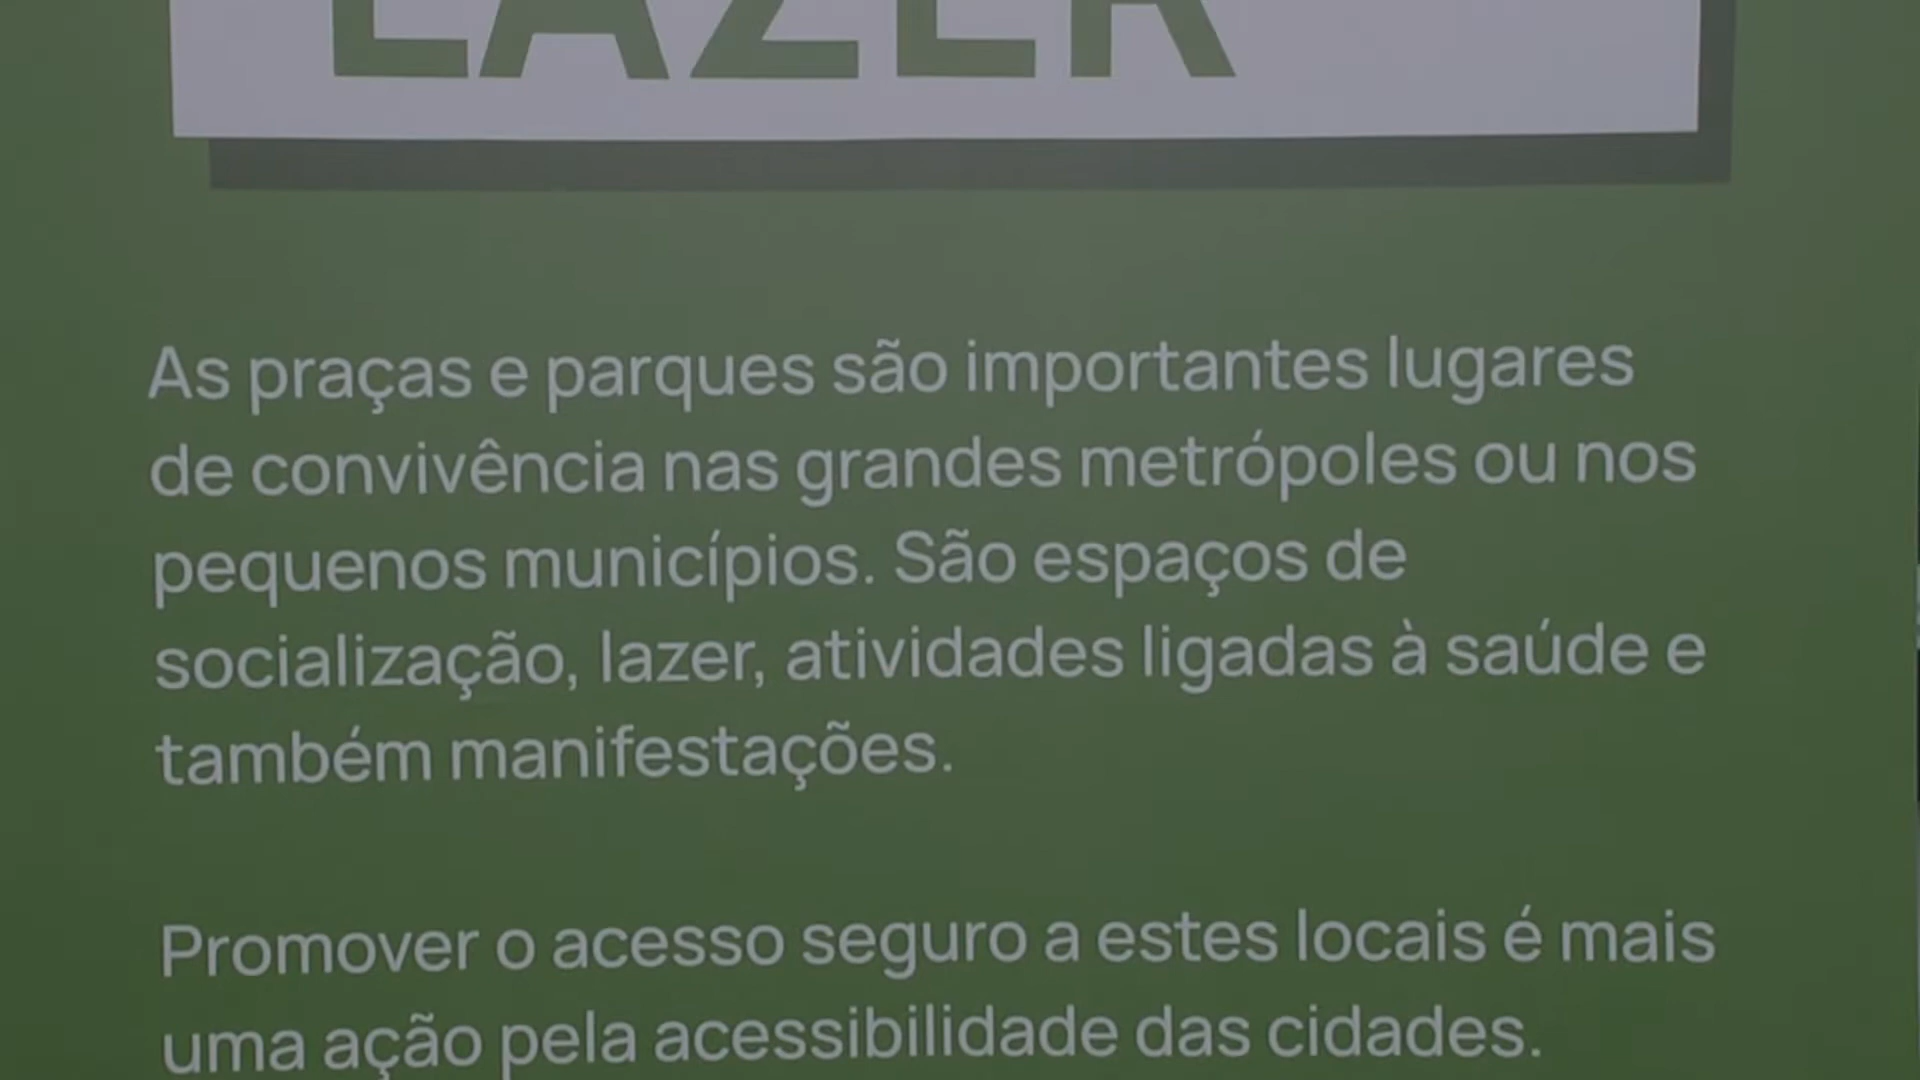 LAZER
As praças e parques são importantes lugares
de convivência nas grandes metrópoles ou nos
pequenos municípios. São espaços de
socialização, lazer, atividades ligadas à saúde e
também manifestações.
Promover o acesso seguro a estes locais é mais
uma ação pela acessibilidade das cidades.